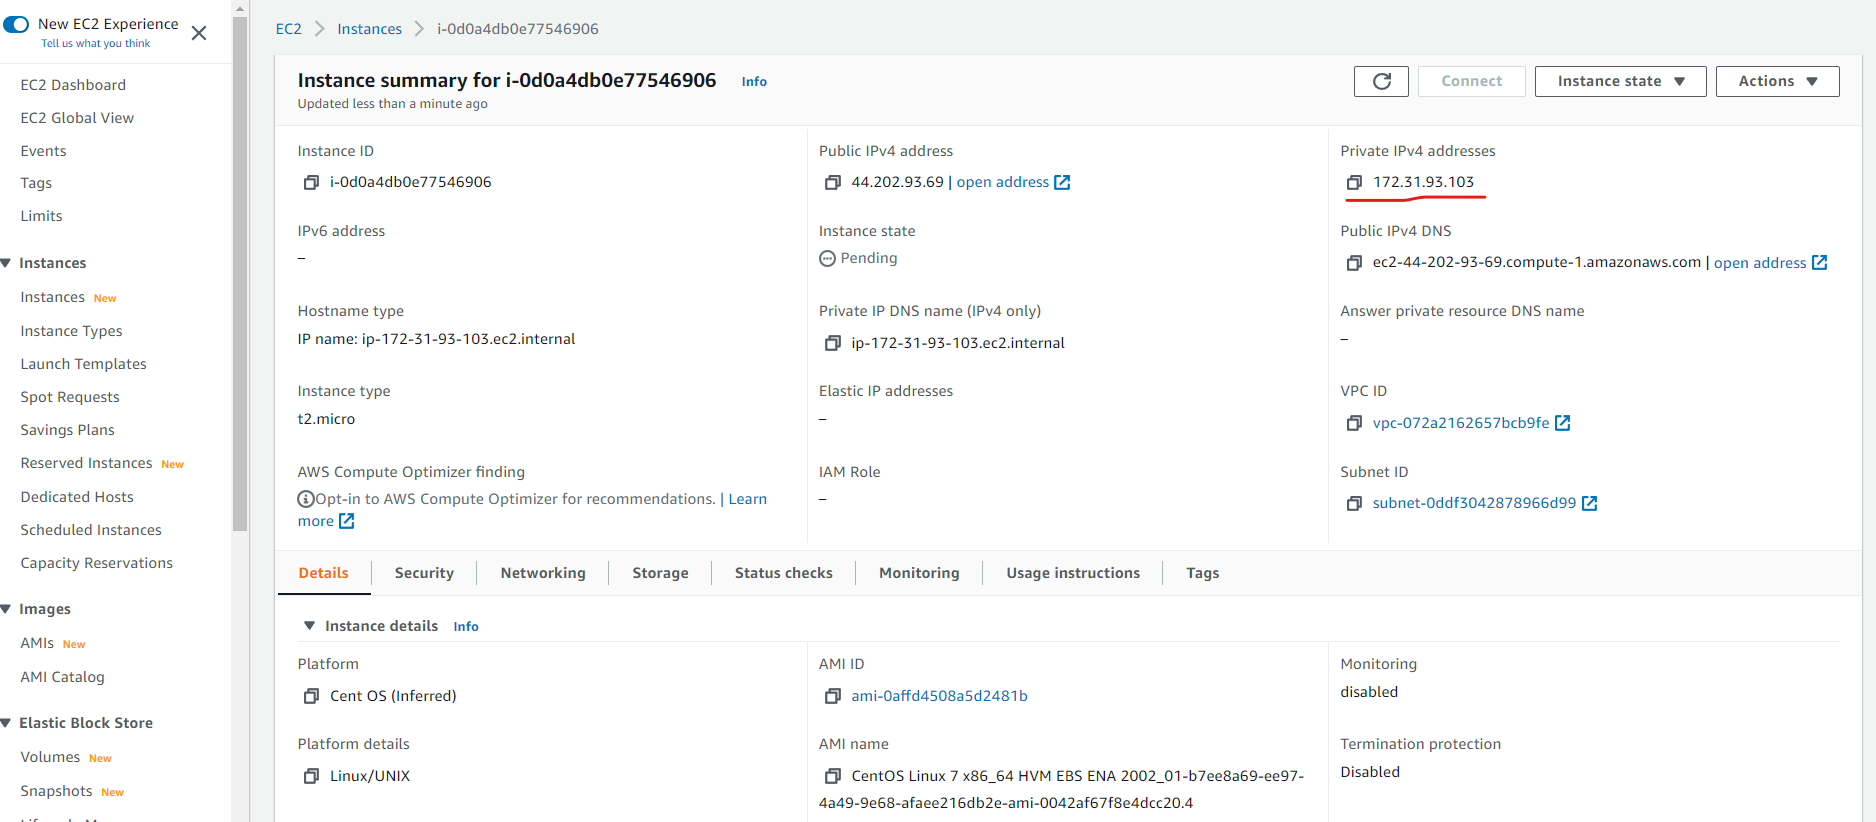 New EC2 Experience
Tell us what you think
EC2 Dashboard
EC2 Global View
Events
Tags
Limits
Instances
Instances New
Instance Types
Launch Templates
Spot Requests
Savings Plans
Reserved Instances New
Dedicated Hosts
Scheduled Instances
Capacity Reservations
Images
AMIs New
AMI Catalog
Elastic Block Store
Volumes New
Snapshots New
EC2 > Instances > i-0d0a4db0e77546906
Instance summary for i-0d0a4db0e77546906 Info
Updated less than a minute ago
Connect
Instance state
Actions
Instance ID
i-0d0a4db0e77546906
Public IPv4 address
44.202.93.69 | open address
Private IPv4 addresses
172.31.93.103
IPv6 address
–
Instance state
Pending
Public IPv4 DNS
ec2-44-202-93-69.compute-1.amazonaws.com | open address
Hostname type
IP name: ip-172-31-93-103.ec2.internal
Private IP DNS name (IPv4 only)
ip-172-31-93-103.ec2.internal
Answer private resource DNS name
–
Instance type
t2.micro
Elastic IP addresses
–
VPC ID
vpc-072a2162657bcb9fe
AWS Compute Optimizer finding
Opt-in to AWS Compute Optimizer for recommendations. | Learn
more
IAM Role
–
Subnet ID
subnet-0ddf3042878966d99
Details
Security
Networking
Storage
Status checks
Monitoring
Usage instructions
Tags
Instance details Info
Platform
Cent OS (Inferred)
AMI ID
ami-0affd4508a5d2481b
Monitoring
disabled
Platform details
Linux/UNIX
AMI name
CentOS Linux 7 x86_64 HVM EBS ENA 2002_01-b7ee8a69-ee97-
4a49-9e68-afaee216db2e-ami-0042af67f8e4dcc20.4
Termination protection
Disabled